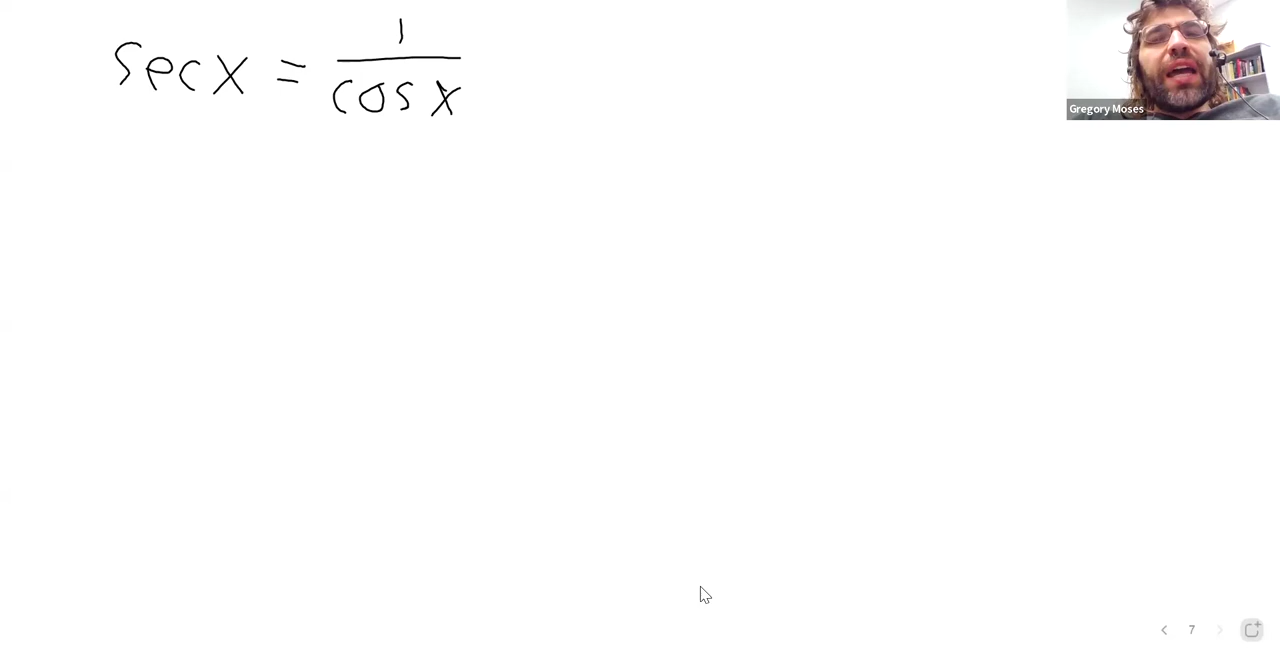 sec x = 1/cos x
Gregory Moses
7